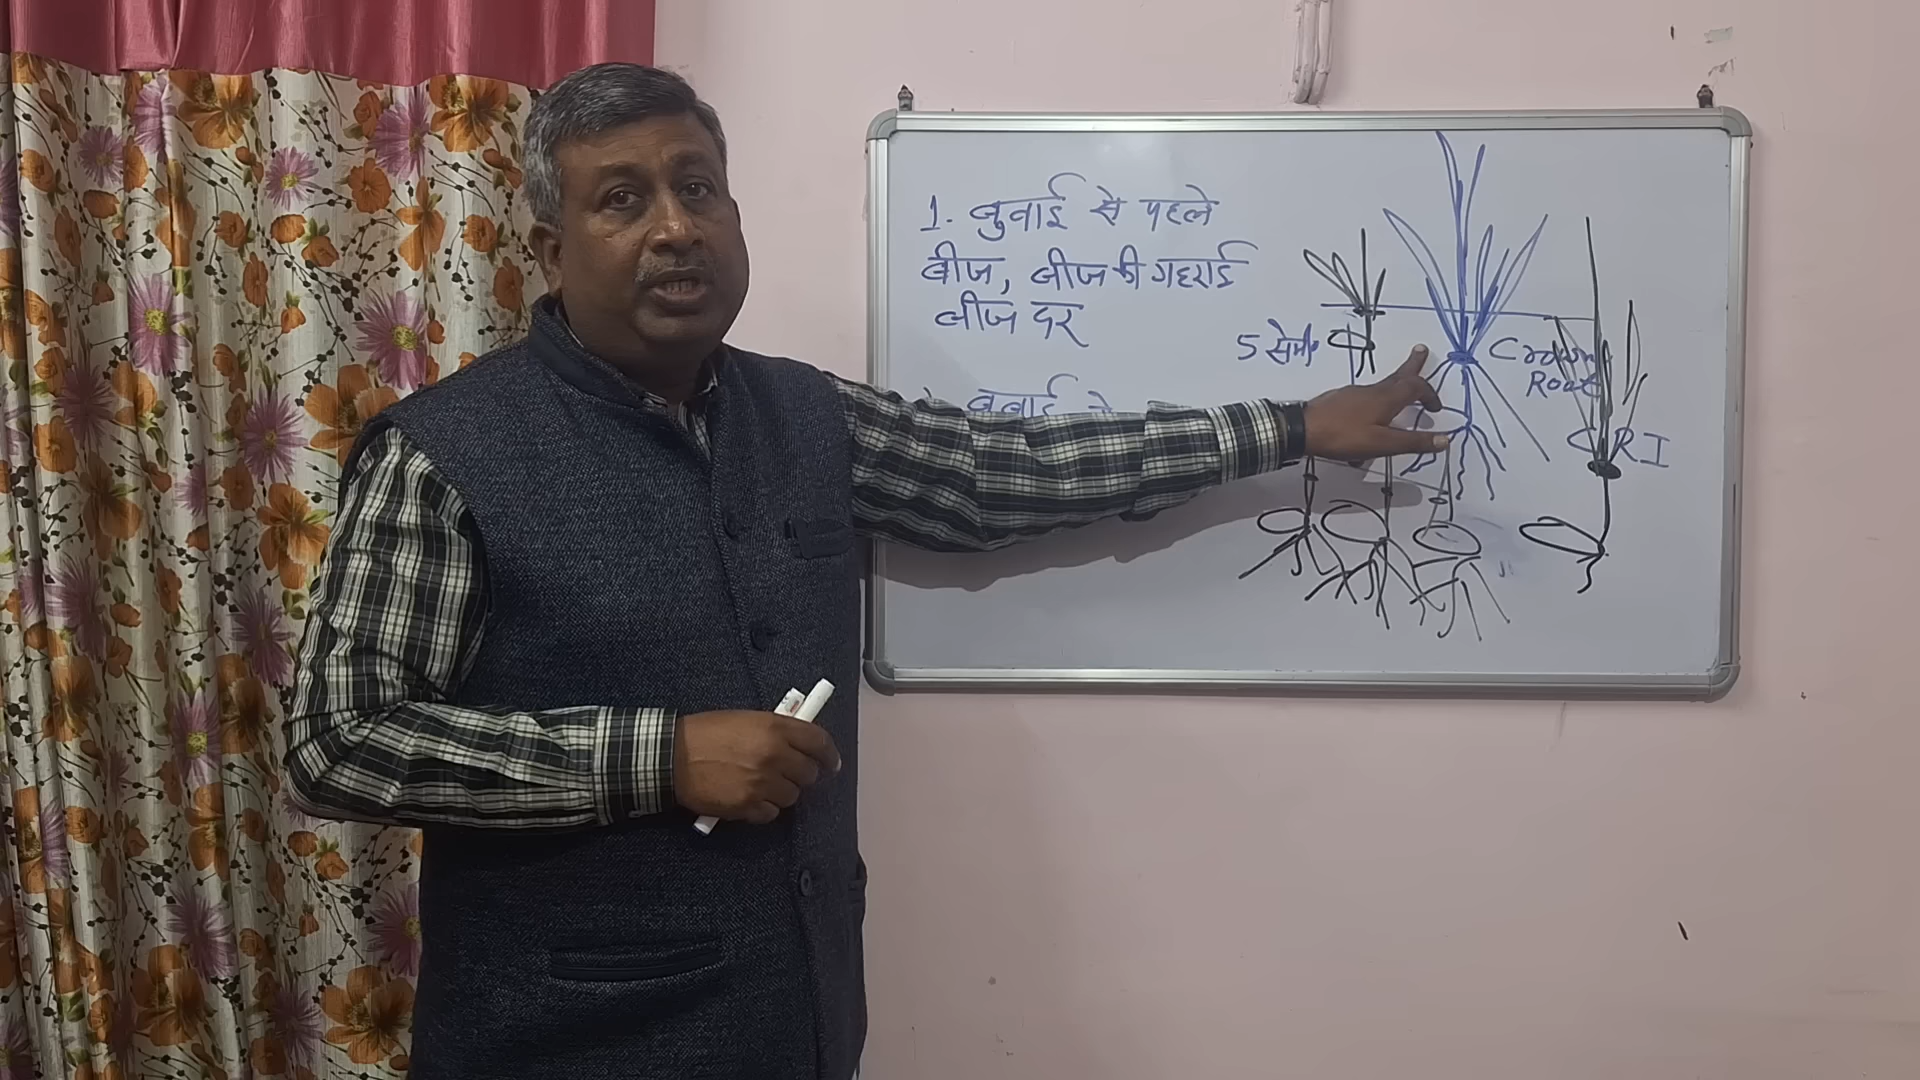 1. बुवाई से पहले
बीज, बीज की गहराई
बीज दर
बुवाई के
5 सेमी
Crown
Root
CRI